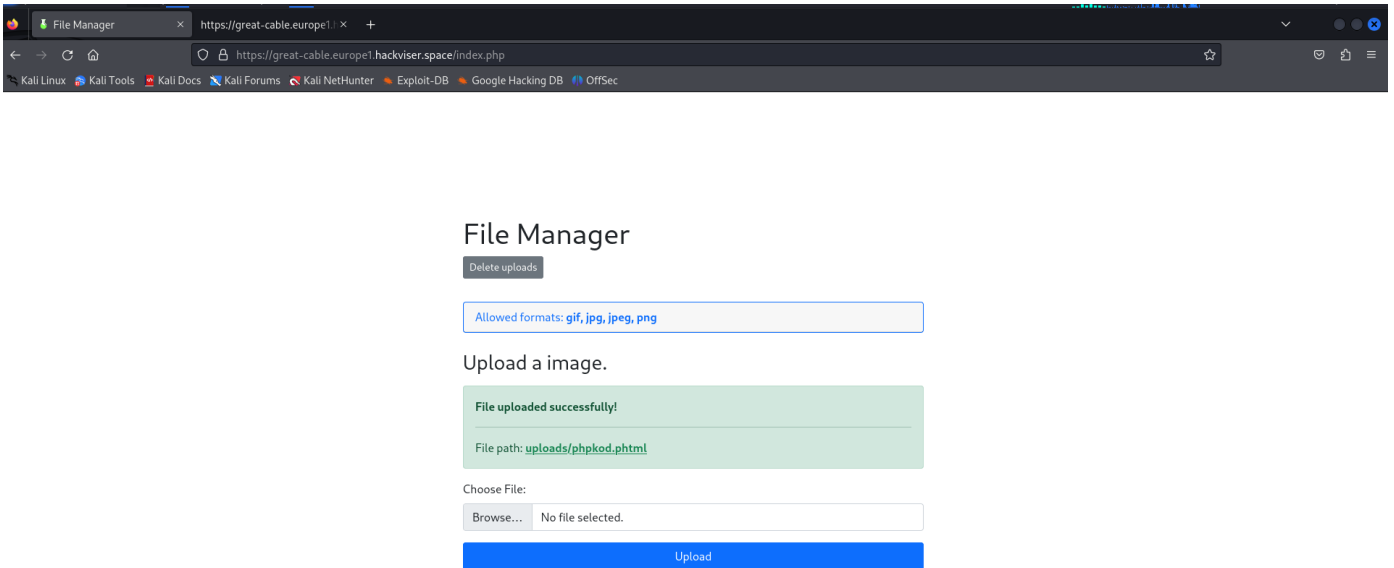 File Manager
https://great-cable.europe1.h
https://great-cable.europe1.hackviser.space/index.php
Kali Linux Kali Tools Kali Docs Kali Forums Kali NetHunter Exploit-DB Google Hacking DB OffSec
File Manager
Delete uploads
Allowed formats: gif, jpg, jpeg, png
Upload a image.
File uploaded successfully!
File path: uploads/phpkod.phtml
Choose File:
Browse... No file selected.
Upload